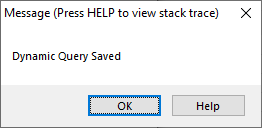 Message (Press HELP to view stack trace)
Dynamic Query Saved
OK
Help